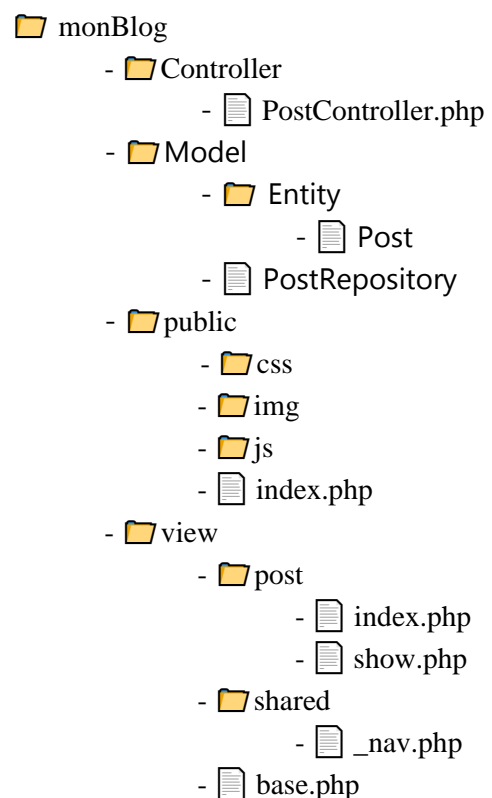 monBlog
- Controller
- PostController.php
- Model
- Entity
- Post
- PostRepository
- public
- css
- img
- js
- index.php
- view
- post
- index.php
- show.php
- shared
- _nav.php
- base.php